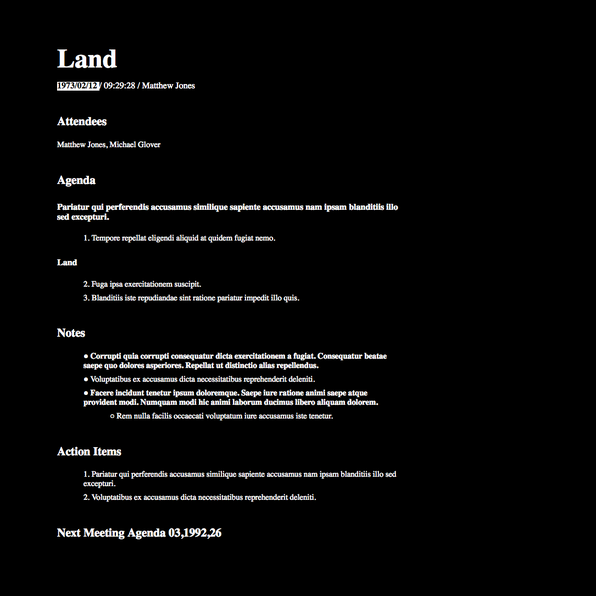 Land
1973/02/12 / 09:29:28 / Matthew Jones
Attendees
Matthew Jones, Michael Glover
Agenda
Pariatur qui perferendis accusamus similique sapiente accusamus nam ipsam blanditiis illo
sed excepturi.
1. Tempore repellat eligendi aliquid at quidem fugiat nemo.
Land
2. Fuga ipsa exercitationem suscipit.
3. Blanditiis iste repudiandae sint ratione pariatur impedit illo quis.
Notes
● Corrupti quia corrupti consequatur dicta exercitationem a fugiat. Consequatur beatae
saepe quo dolores asperiores. Repellat ut distinctio alias repellendus.
● Voluptatibus ex accusamus dicta necessitatibus reprehenderit deleniti.
● Facere incidunt tenetur ipsum doloremque. Saepe iure ratione animi saepe atque
provident modi. Numquam modi hic animi laborum ducimus libero aliquam dolorem.
○ Rem nulla facilis occaecati voluptatum iure accusamus iste tenetur.
Action Items
1. Pariatur qui perferendis accusamus similique sapiente accusamus nam ipsam blanditiis illo sed
excepturi.
2. Voluptatibus ex accusamus dicta necessitatibus reprehenderit deleniti.
Next Meeting Agenda 03,1992,26